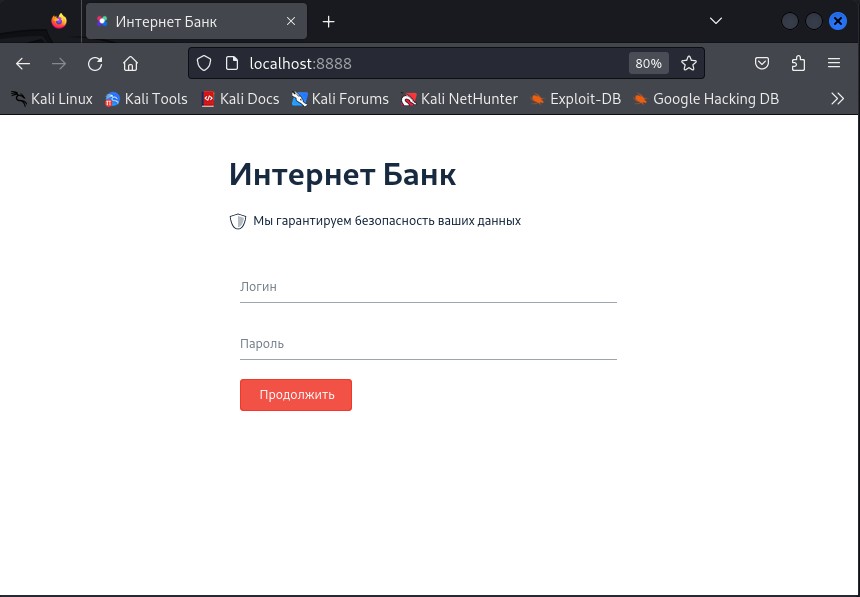 Интернет Банк
localhost:8888
80%
Kali Linux Kali Tools Kali Docs Kali Forums Kali NetHunter Exploit-DB Google Hacking DB
Интернет Банк
Мы гарантируем безопасность ваших данных
Логин
Пароль
Продолжить